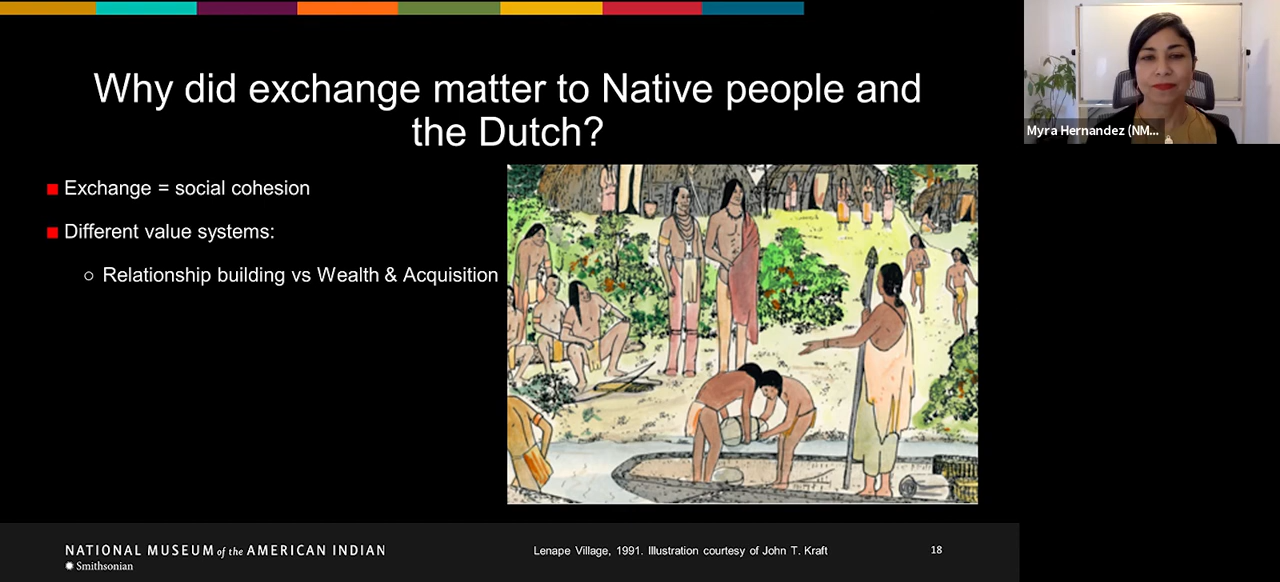 Why did exchange matter to Native people and
the Dutch?
Myra Hernandez (NM...
■ Exchange = social cohesion
■ Different value systems:
○ Relationship building vs Wealth & Acquisition
NATIONAL MUSEUM of the AMERICAN INDIAN
Smithsonian
Lenape Village, 1991. Illustration courtesy of John T. Kraft
18